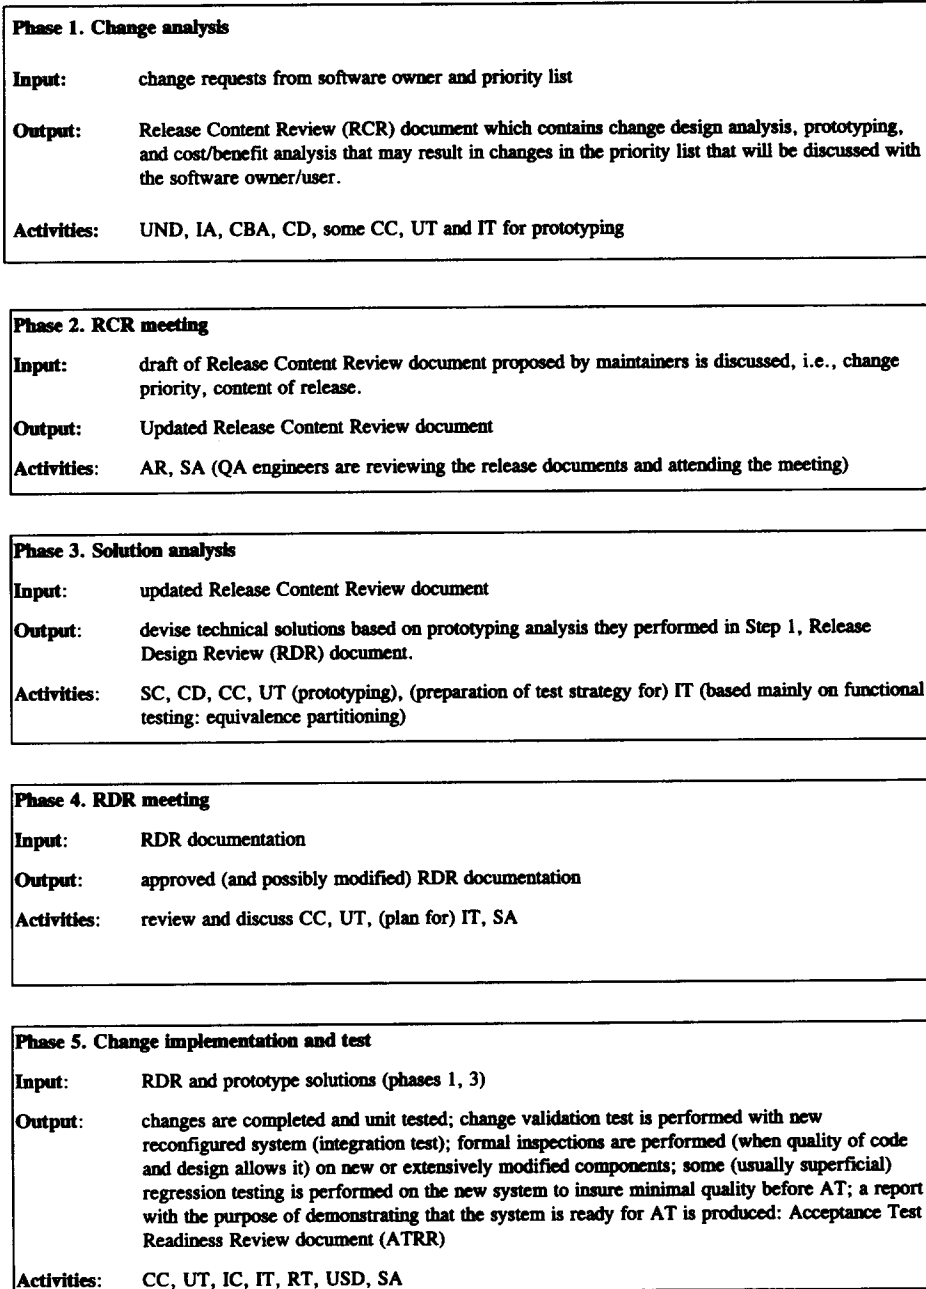 Phase 1. Change analysis
Input: change requests from software owner and priority list
Output: Release Content Review (RCR) document which contains change design analysis, prototyping,
and cost/benefit analysis that may result in changes in the priority list that will be discussed with
the software owner/user.
Activities: UND, IA, CBA, CD, some CC, UT and IT for prototyping
Phase 2. RCR meeting
Input: draft of Release Content Review document proposed by maintainers is discussed, i.e., change
priority, content of release.
Output: Updated Release Content Review document
Activities: AR, SA (QA engineers are reviewing the release documents and attending the meeting)
Phase 3. Solution analysis
Input: updated Release Content Review document
Output: devise technical solutions based on prototyping analysis they performed in Step 1, Release
Design Review (RDR) document.
Activities: SC, CD, CC, UT (prototyping), (preparation of test strategy for) IT (based mainly on functional
testing: equivalence partitioning)
Phase 4. RDR meeting
Input: RDR documentation
Output: approved (and possibly modified) RDR documentation
Activities: review and discuss CC, UT, (plan for) IT, SA
Phase 5. Change implementation and test
Input: RDR and prototype solutions (phases 1, 3)
Output: changes are completed and unit tested; change validation test is performed with new
reconfigured system (integration test); formal inspections are performed (when quality of code
and design allows it) on new or extensively modified components; some (usually superficial)
regression testing is performed on the new system to insure minimal quality before AT; a report
with the purpose of demonstrating that the system is ready for AT is produced: Acceptance Test
Readiness Review document (ATRR)
Activities: CC, UT, IC, IT, RT, USD, SA